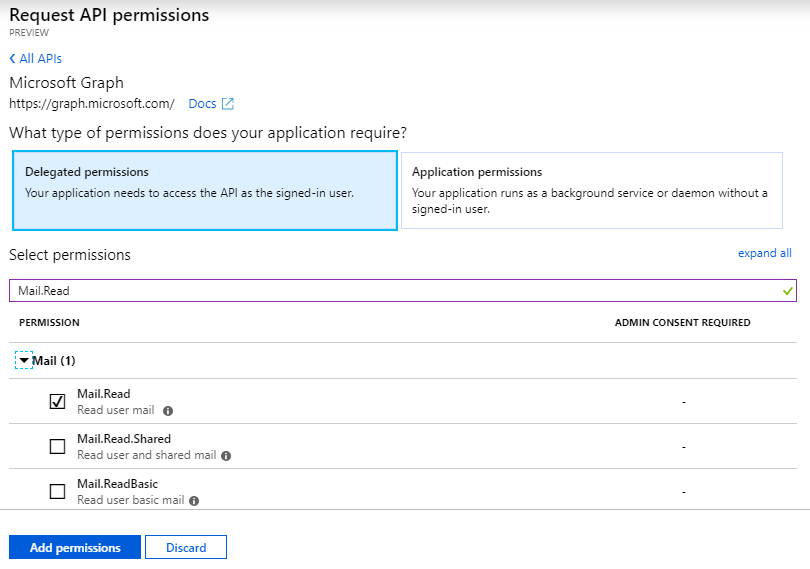 Request API permissions
PREVIEW
All APIs
Microsoft Graph
https://graph.microsoft.com/ Docs
What type of permissions does your application require?
Delegated permissions
Your application needs to access the API as the signed-in user.
Application permissions
Your application runs as a background service or daemon without a
signed-in user.
Select permissions
expand all
Mail.Read
PERMISSION
ADMIN CONSENT REQUIRED
Mail (1)
Mail.Read
Read user mail
-
Mail.Read.Shared
Read user and shared mail
-
Mail.ReadBasic
Read user basic mail
-
Add permissions
Discard